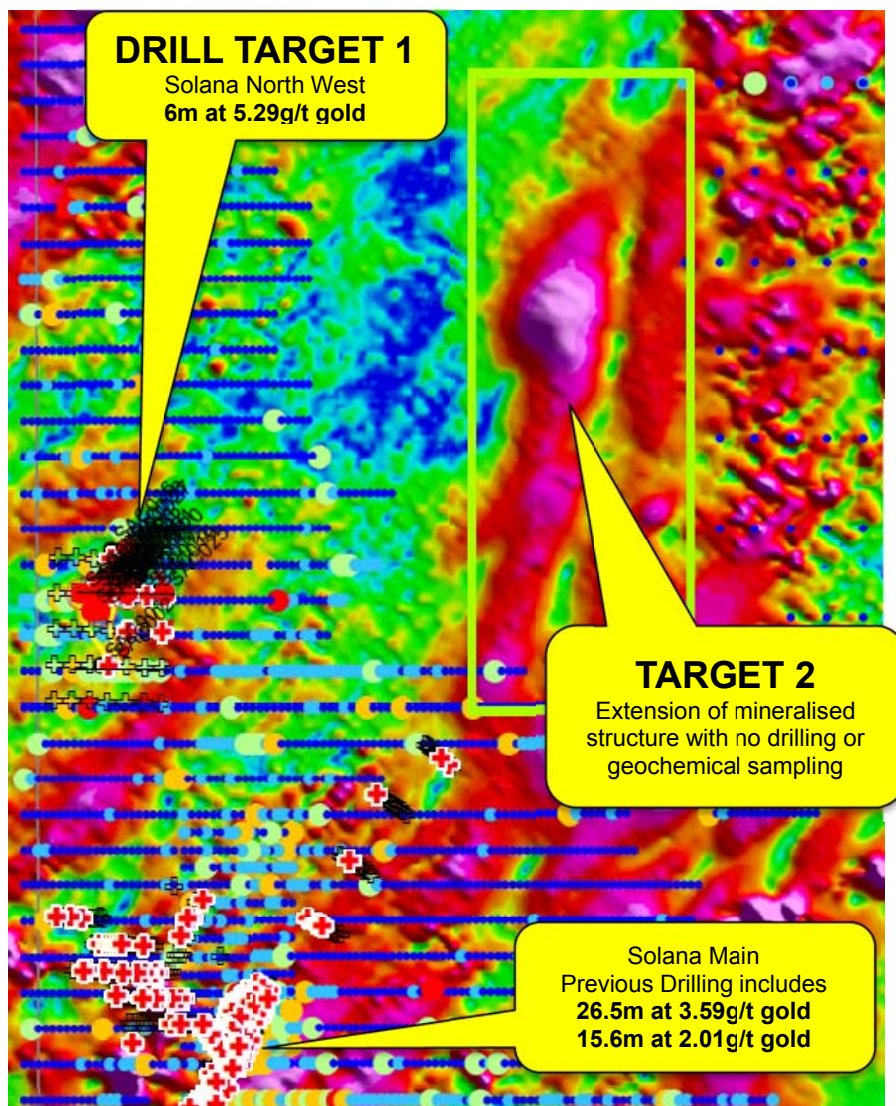 DRILL TARGET 1
Solana North West
6m at 5.29g/t gold
TARGET 2
Extension of mineralised
structure with no drilling or
geochemical sampling
Solana Main
Previous Drilling includes
26.5m at 3.59g/t gold
15.6m at 2.01g/t gold